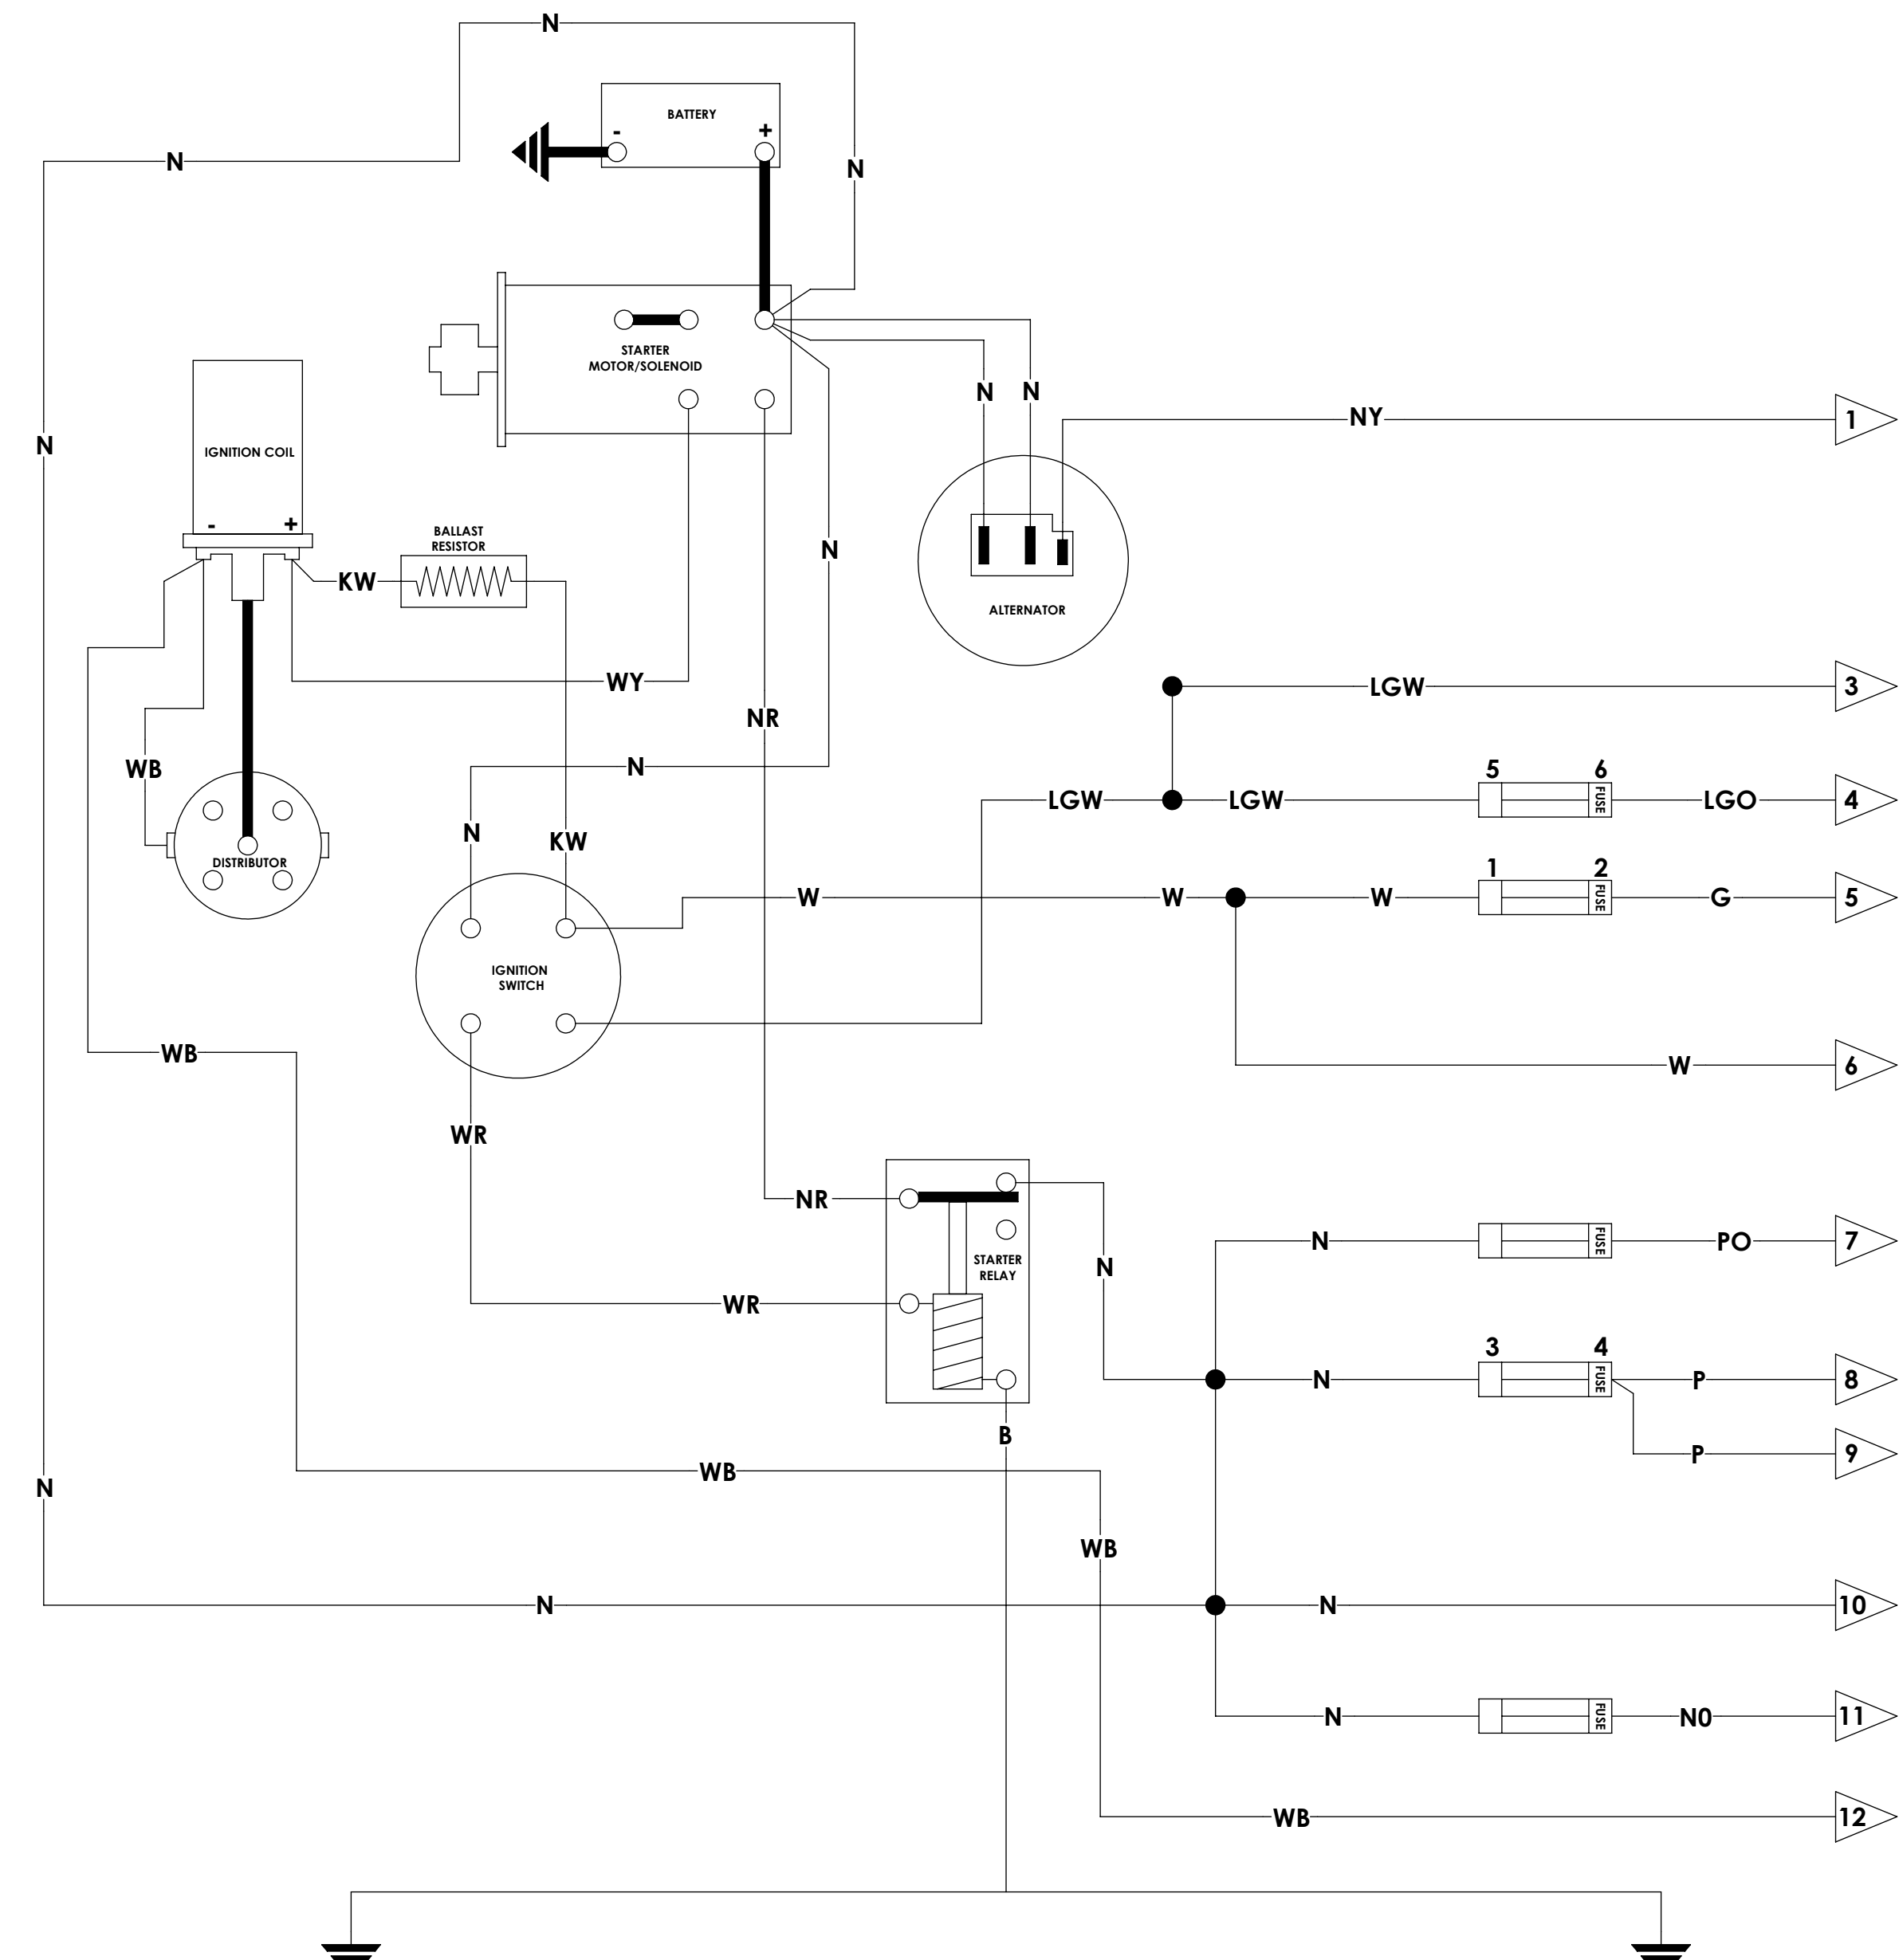 N
BATTERY
-
+
N
N
STARTER
MOTOR/SOLENOID
N
N
NY
1
N
IGNITION COIL
-
+
BALLAST
RESISTOR
KW
N
ALTERNATOR
WY
LGW
3
NR
WB
N
5
6
LGW
LGW
FUSE
LGO
4
N
KW
DISTRIBUTOR
1
2
W
W
W
FUSE
G
5
IGNITION
SWITCH
WB
W
6
WR
NR
STARTER
RELAY
N
N
FUSE
PO
7
WR
3
4
N
FUSE
P
8
B
P
9
WB
N
WB
N
N
10
N
FUSE
N0
11
WB
12